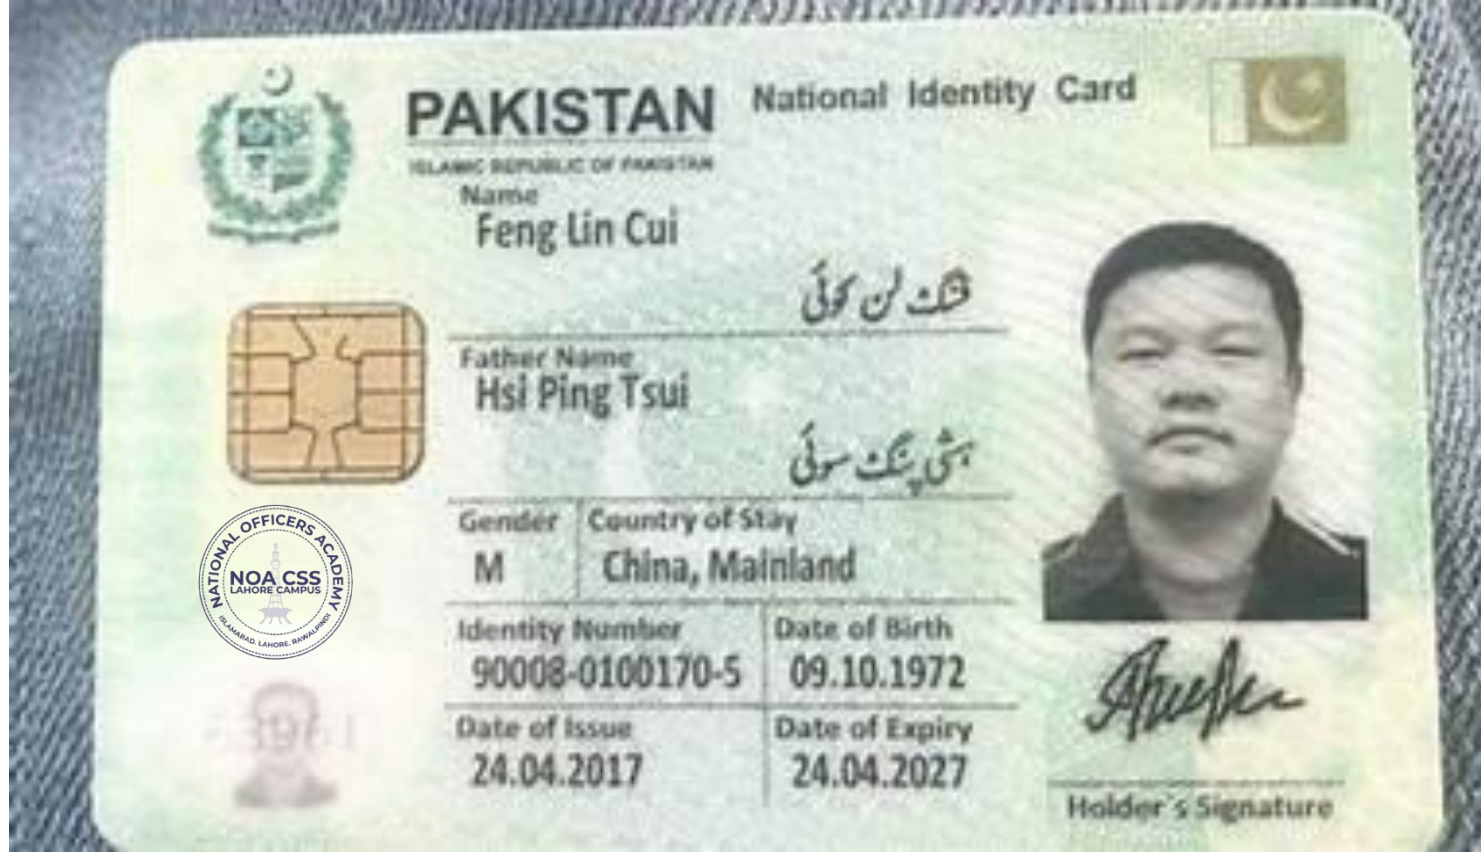 PAKISTAN National Identity Card
ISLAMIC REPUBLIC OF PAKISTAN
Name
Feng Lin Cui
فنگ لن کوئی
Father Name
Hsi Ping Tsui
ہشی پنگ سوئی
Gender Country of Stay
M China, Mainland
Identity Number Date of Birth
90008-0100170-5 09.10.1972
Date of Issue Date of Expiry
24.04.2017 24.04.2027
Holder's Signature
NATIONAL OFFICERS ACADEMY
NOA CSS
LAHORE CAMPUS
ISLAMABAD. LAHORE. RAWALPINDI